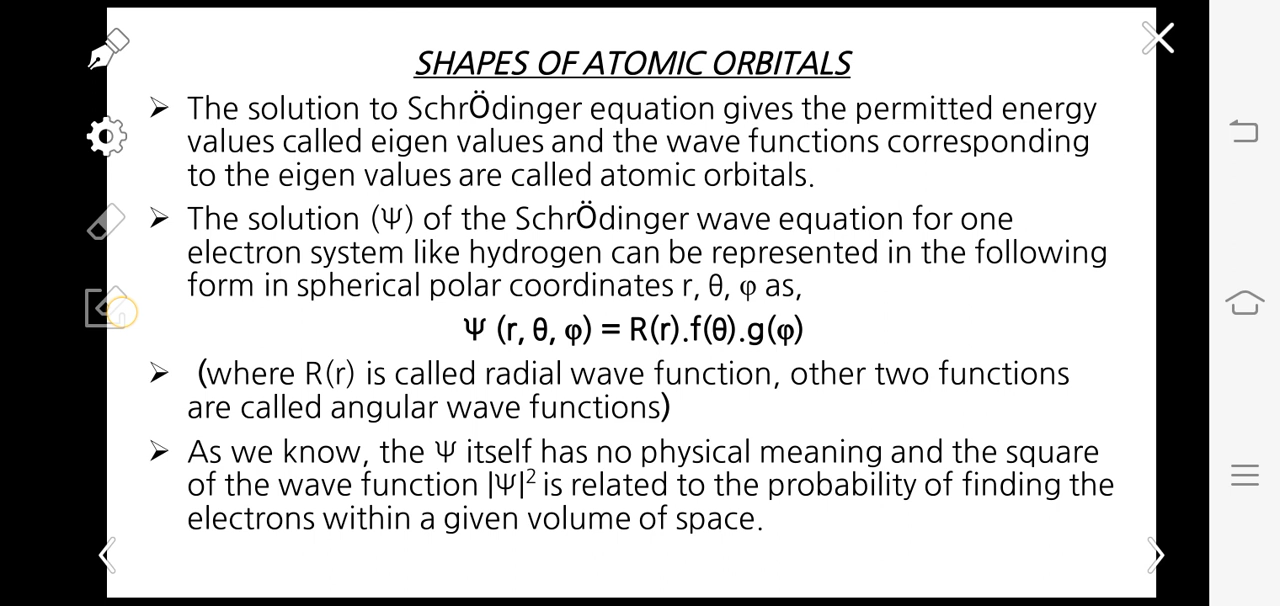 SHAPES OF ATOMIC ORBITALS
➢ The solution to SchrÖdinger equation gives the permitted energy
values called eigen values and the wave functions corresponding
to the eigen values are called atomic orbitals.
➢ The solution (Ψ) of the SchrÖdinger wave equation for one
electron system like hydrogen can be represented in the following
form in spherical polar coordinates r, θ, φ as,
Ψ (r, θ, φ) = R(r).f(θ).g(φ)
➢ (where R(r) is called radial wave function, other two functions
are called angular wave functions)
➢ As we know, the Ψ itself has no physical meaning and the square
of the wave function |Ψ|² is related to the probability of finding the
electrons within a given volume of space.